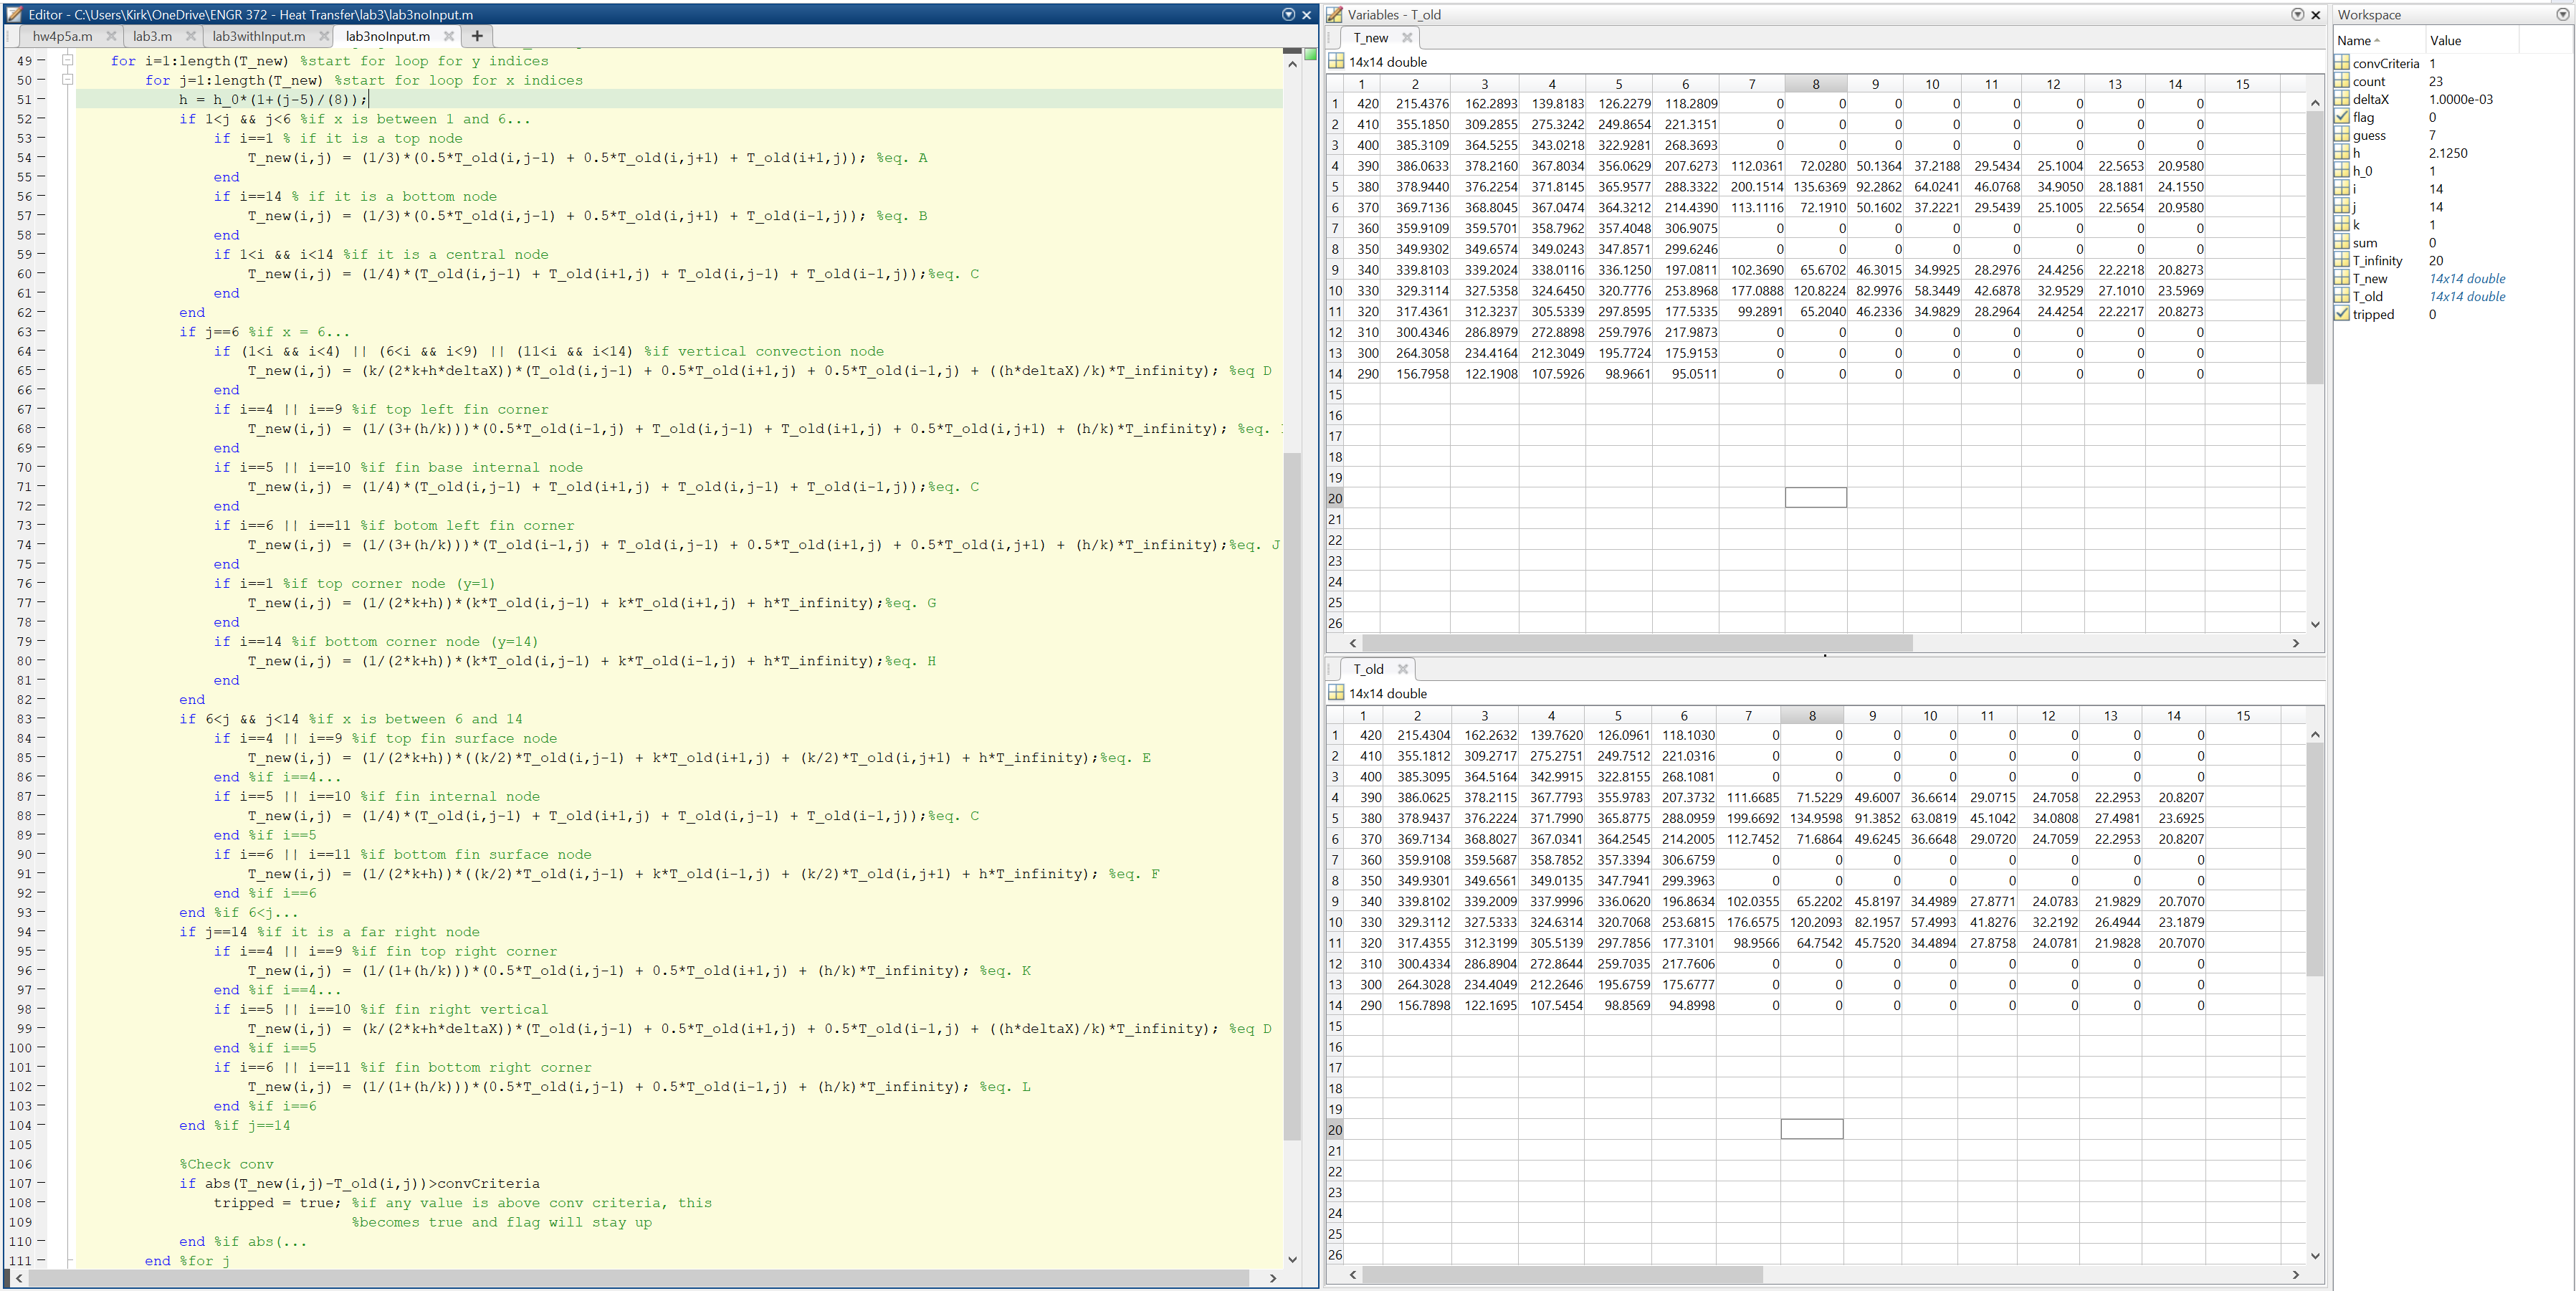 Editor - C:\Users\Kirk\OneDrive\ENGR 372 - Heat Transfer\lab3\lab3noInput.m
hw4p5a.m lab3.m lab3withInput.m lab3noInput.m +
49 for i=1:length(T_new) %start for loop for y indices
50 for j=1:length(T_new) %start for loop for x indices
51 h = h_0*(1+(j-5)/(8));
52 if 1<j && j<6 %if x is between 1 and 6...
53 if i==1 % if it is a top node
54 T_new(i,j) = (1/3)*(0.5*T_old(i,j-1) + 0.5*T_old(i,j+1) + T_old(i+1,j)); %eq. A
55 end
56 if i==14 % if it is a bottom node
57 T_new(i,j) = (1/3)*(0.5*T_old(i,j-1) + 0.5*T_old(i,j+1) + T_old(i-1,j)); %eq. B
58 end
59 if 1<i && i<14 %if it is a central node
60 T_new(i,j) = (1/4)*(T_old(i,j-1) + T_old(i+1,j) + T_old(i,j-1) + T_old(i-1,j));%eq. C
61 end
62 end
63 if j==6 %if x = 6...
64 if (1<i && i<4) || (6<i && i<9) || (11<i && i<14) %if vertical convection node
65 T_new(i,j) = (k/(2*k+h*deltaX))*(T_old(i,j-1) + 0.5*T_old(i+1,j) + 0.5*T_old(i-1,j) + ((h*deltaX)/k)*T_infinity); %eq D
66 end
67 if i==4 || i==9 %if top left fin corner
68 T_new(i,j) = (1/(3+(h/k)))*(0.5*T_old(i-1,j) + T_old(i,j-1) + T_old(i+1,j) + 0.5*T_old(i,j+1) + (h/k)*T_infinity); %eq.
69 end
70 if i==5 || i==10 %if fin base internal node
71 T_new(i,j) = (1/4)*(T_old(i,j-1) + T_old(i+1,j) + T_old(i,j-1) + T_old(i-1,j));%eq. C
72 end
73 if i==6 || i==11 %if botom left fin corner
74 T_new(i,j) = (1/(3+(h/k)))*(T_old(i-1,j) + T_old(i,j-1) + 0.5*T_old(i+1,j) + 0.5*T_old(i,j+1) + (h/k)*T_infinity);%eq. J
75 end
76 if i==1 %if top corner node (y=1)
77 T_new(i,j) = (1/(2*k+h))*(k*T_old(i,j-1) + k*T_old(i+1,j) + h*T_infinity);%eq. G
78 end
79 if i==14 %if bottom corner node (y=14)
80 T_new(i,j) = (1/(2*k+h))*(k*T_old(i,j-1) + k*T_old(i-1,j) + h*T_infinity);%eq. H
81 end
82 end
83 if 6<j && j<14 %if x is between 6 and 14
84 if i==4 || i==9 %if top fin surface node
85 T_new(i,j) = (1/(2*k+h))*((k/2)*T_old(i,j-1) + k*T_old(i+1,j) + (k/2)*T_old(i,j+1) + h*T_infinity);%eq. E
86 end %if i==4...
87 if i==5 || i==10 %if fin internal node
88 T_new(i,j) = (1/4)*(T_old(i,j-1) + T_old(i+1,j) + T_old(i,j-1) + T_old(i-1,j));%eq. C
89 end %if i==5
90 if i==6 || i==11 %if bottom fin surface node
91 T_new(i,j) = (1/(2*k+h))*((k/2)*T_old(i,j-1) + k*T_old(i-1,j) + (k/2)*T_old(i,j+1) + h*T_infinity); %eq. F
92 end %if i==6
93 end %if 6<j...
94 if j==14 %if it is a far right node
95 if i==4 || i==9 %if fin top right corner
96 T_new(i,j) = (1/(1+(h/k)))*(0.5*T_old(i,j-1) + 0.5*T_old(i+1,j) + (h/k)*T_infinity); %eq. K
97 end %if i==4...
98 if i==5 || i==10 %if fin right vertical
99 T_new(i,j) = (k/(2*k+h*deltaX))*(T_old(i,j-1) + 0.5*T_old(i+1,j) + 0.5*T_old(i-1,j) + ((h*deltaX)/k)*T_infinity); %eq D
100 end %if i==5
101 if i==6 || i==11 %if fin bottom right corner
102 T_new(i,j) = (1/(1+(h/k)))*(0.5*T_old(i,j-1) + 0.5*T_old(i-1,j) + (h/k)*T_infinity); %eq. L
103 end %if i==6
104 end %if j==14
105
106 %Check conv
107 if abs(T_new(i,j)-T_old(i,j))>convCriteria
108 tripped = true; %if any value is above conv criteria, this
109 %becomes true and flag will stay up
110 end %if abs(...
111 end %for j
Variables - T_old
T_new
14x14 double
1 2 3 4 5 6 7 8 9 10 11 12 13 14 15
1 420 215.4376 162.2893 139.8183 126.2279 118.2809 0 0 0 0 0 0 0 0
2 410 355.1850 309.2855 275.3242 249.8654 221.3151 0 0 0 0 0 0 0 0
3 400 385.3109 364.5255 343.0218 322.9281 268.3693 0 0 0 0 0 0 0 0
4 390 386.0633 378.2160 367.8034 356.0629 207.6273 112.0361 72.0280 50.1364 37.2188 29.5434 25.1004 22.5653 20.9580
5 380 378.9440 376.2254 371.8145 365.9577 288.3322 200.1514 135.6369 92.2862 64.0241 46.0768 34.9050 28.1881 24.1550
6 370 369.7136 368.8045 367.0474 364.3212 214.4390 113.1116 72.1910 50.1602 37.2221 29.5439 25.1005 22.5654 20.9580
7 360 359.9109 359.5701 358.7962 357.4048 306.9075 0 0 0 0 0 0 0 0
8 350 349.9302 349.6574 349.0243 347.8571 299.6246 0 0 0 0 0 0 0 0
9 340 339.8103 339.2024 338.0116 336.1250 197.0811 102.3690 65.6702 46.3015 34.9925 28.2976 24.4256 22.2218 20.8273
10 330 329.3114 327.5358 324.6450 320.7776 253.8968 177.0888 120.8224 82.9976 58.3449 42.6878 32.9529 27.1010 23.5969
11 320 317.4361 312.3237 305.5339 297.8595 177.5335 99.2891 65.2040 46.2336 34.9829 28.2964 24.4254 22.2217 20.8273
12 310 300.4346 286.8979 272.8898 259.7976 217.9873 0 0 0 0 0 0 0 0
13 300 264.3058 234.4164 212.3049 195.7724 175.9153 0 0 0 0 0 0 0 0
14 290 156.7958 122.1908 107.5926 98.9661 95.0511 0 0 0 0 0 0 0 0
15
16
17
18
19
20
21
22
23
24
25
26
T_old
14x14 double
1 2 3 4 5 6 7 8 9 10 11 12 13 14 15
1 420 215.4304 162.2632 139.7620 126.0961 118.1030 0 0 0 0 0 0 0 0
2 410 355.1812 309.2717 275.2751 249.7512 221.0316 0 0 0 0 0 0 0 0
3 400 385.3095 364.5164 342.9915 322.8155 268.1081 0 0 0 0 0 0 0 0
4 390 386.0625 378.2115 367.7793 355.9783 207.3732 111.6685 71.5229 49.6007 36.6614 29.0715 24.7058 22.2953 20.8207
5 380 378.9437 376.2224 371.7990 365.8775 288.0959 199.6692 134.9598 91.3852 63.0819 45.1042 34.0808 27.4981 23.6925
6 370 369.7134 368.8027 367.0341 364.2545 214.2005 112.7452 71.6864 49.6245 36.6648 29.0720 24.7059 22.2953 20.8207
7 360 359.9108 359.5687 358.7852 357.3394 306.6759 0 0 0 0 0 0 0 0
8 350 349.9301 349.6561 349.0135 347.7941 299.3963 0 0 0 0 0 0 0 0
9 340 339.8102 339.2009 337.9996 336.0620 196.8634 102.0355 65.2202 45.8197 34.4989 27.8771 24.0783 21.9829 20.7070
10 330 329.3112 327.5333 324.6314 320.7068 253.6815 176.6575 120.2093 82.1957 57.4993 41.8276 32.2192 26.4944 23.1879
11 320 317.4355 312.3199 305.5139 297.7856 177.3101 98.9566 64.7542 45.7520 34.4894 27.8758 24.0781 21.9828 20.7070
12 310 300.4334 286.8904 272.8644 259.7035 217.7606 0 0 0 0 0 0 0 0
13 300 264.3028 234.4049 212.2646 195.6759 175.6777 0 0 0 0 0 0 0 0
14 290 156.7898 122.1695 107.5454 98.8569 94.8998 0 0 0 0 0 0 0 0
15
16
17
18
19
20
21
22
23
24
25
26
Workspace
Name Value
convCriteria 1
count 23
deltaX 1.0000e-03
flag 0
guess 7
h 2.1250
h_0 1
i 14
j 14
k 1
sum 0
T_infinity 20
T_new 14x14 double
T_old 14x14 double
tripped 0